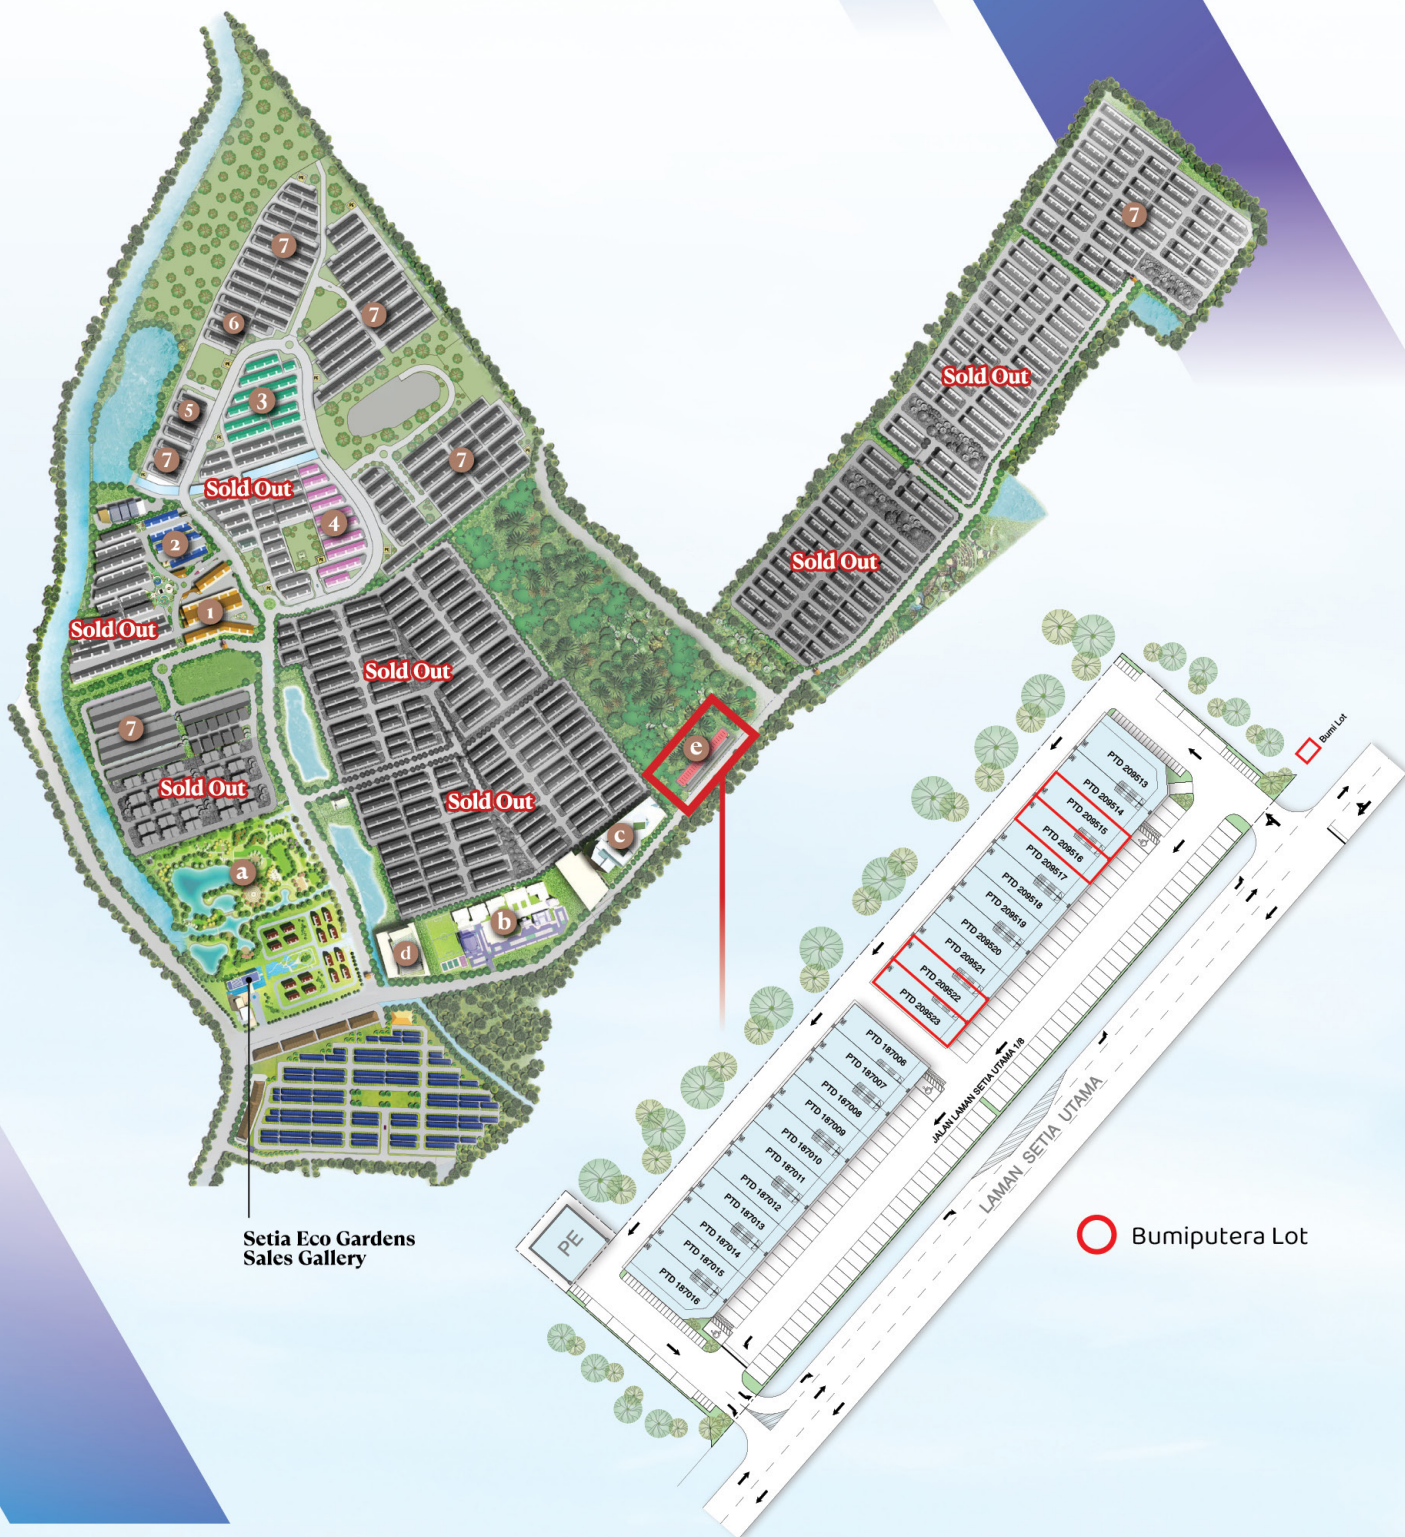 7
7
7
6
3
Sold Out
5
7
7
Sold Out
4
2
Sold Out
1
Sold Out
Sold Out
7
e
Sold Out
Sold Out
c
a
b
d
Setia Eco Gardens
Sales Gallery
Bumi Lot
PTD 209513
PTD 209514
PTD 209515
PTD 209516
PTD 209517
PTD 209518
PTD 209519
PTD 209520
PTD 209521
PTD 209522
PTD 209523
PTD 187006
PTD 187007
PTD 187008
PTD 187009
PTD 187010
PTD 187011
PTD 187012
PTD 187013
PTD 187014
PTD 187015
PTD 187016
JALAN LAMAN SETIA UTAMA 1/8
LAMAN SETIA UTAMA
PE
Bumiputera Lot